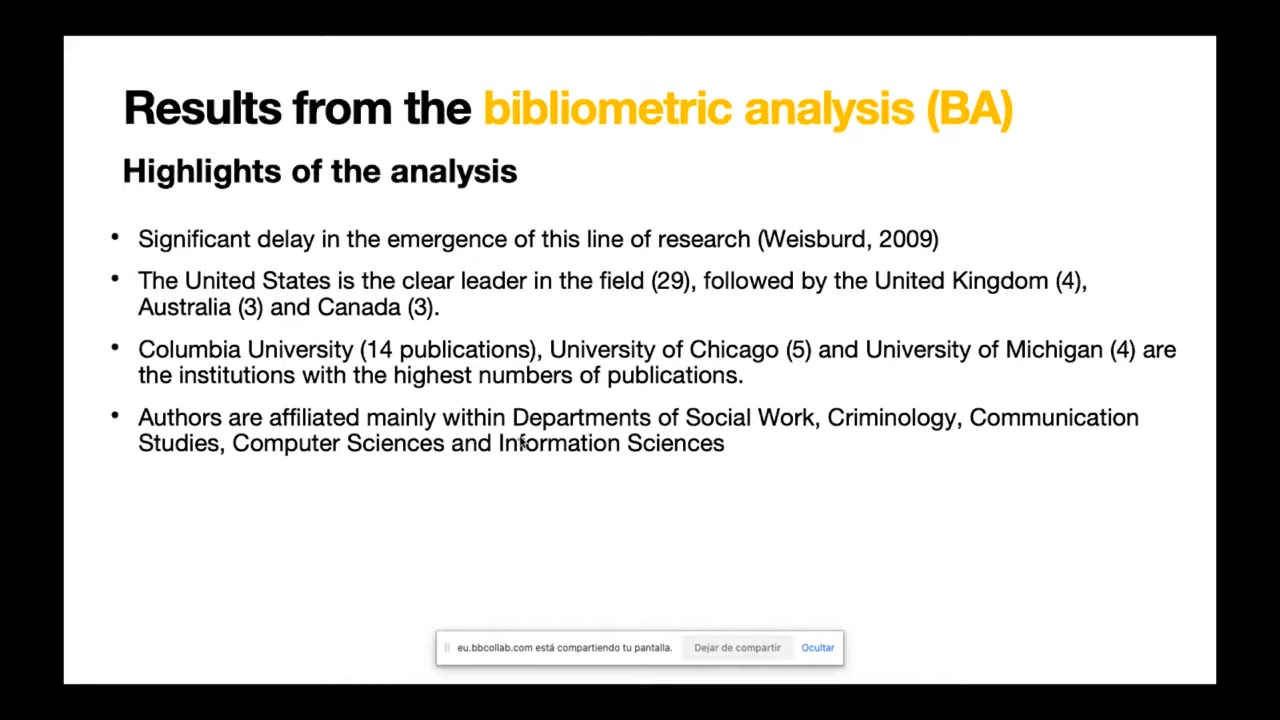 Results from the bibliometric analysis (BA)
Highlights of the analysis
• Significant delay in the emergence of this line of research (Weisburd, 2009)
• The United States is the clear leader in the field (29), followed by the United Kingdom (4),
Australia (3) and Canada (3).
• Columbia University (14 publications), University of Chicago (5) and University of Michigan (4) are
the institutions with the highest numbers of publications.
• Authors are affiliated mainly within Departments of Social Work, Criminology, Communication
Studies, Computer Sciences and Information Sciences
eu.bbcollab.com está compartiendo tu pantalla. Dejar de compartir Ocultar